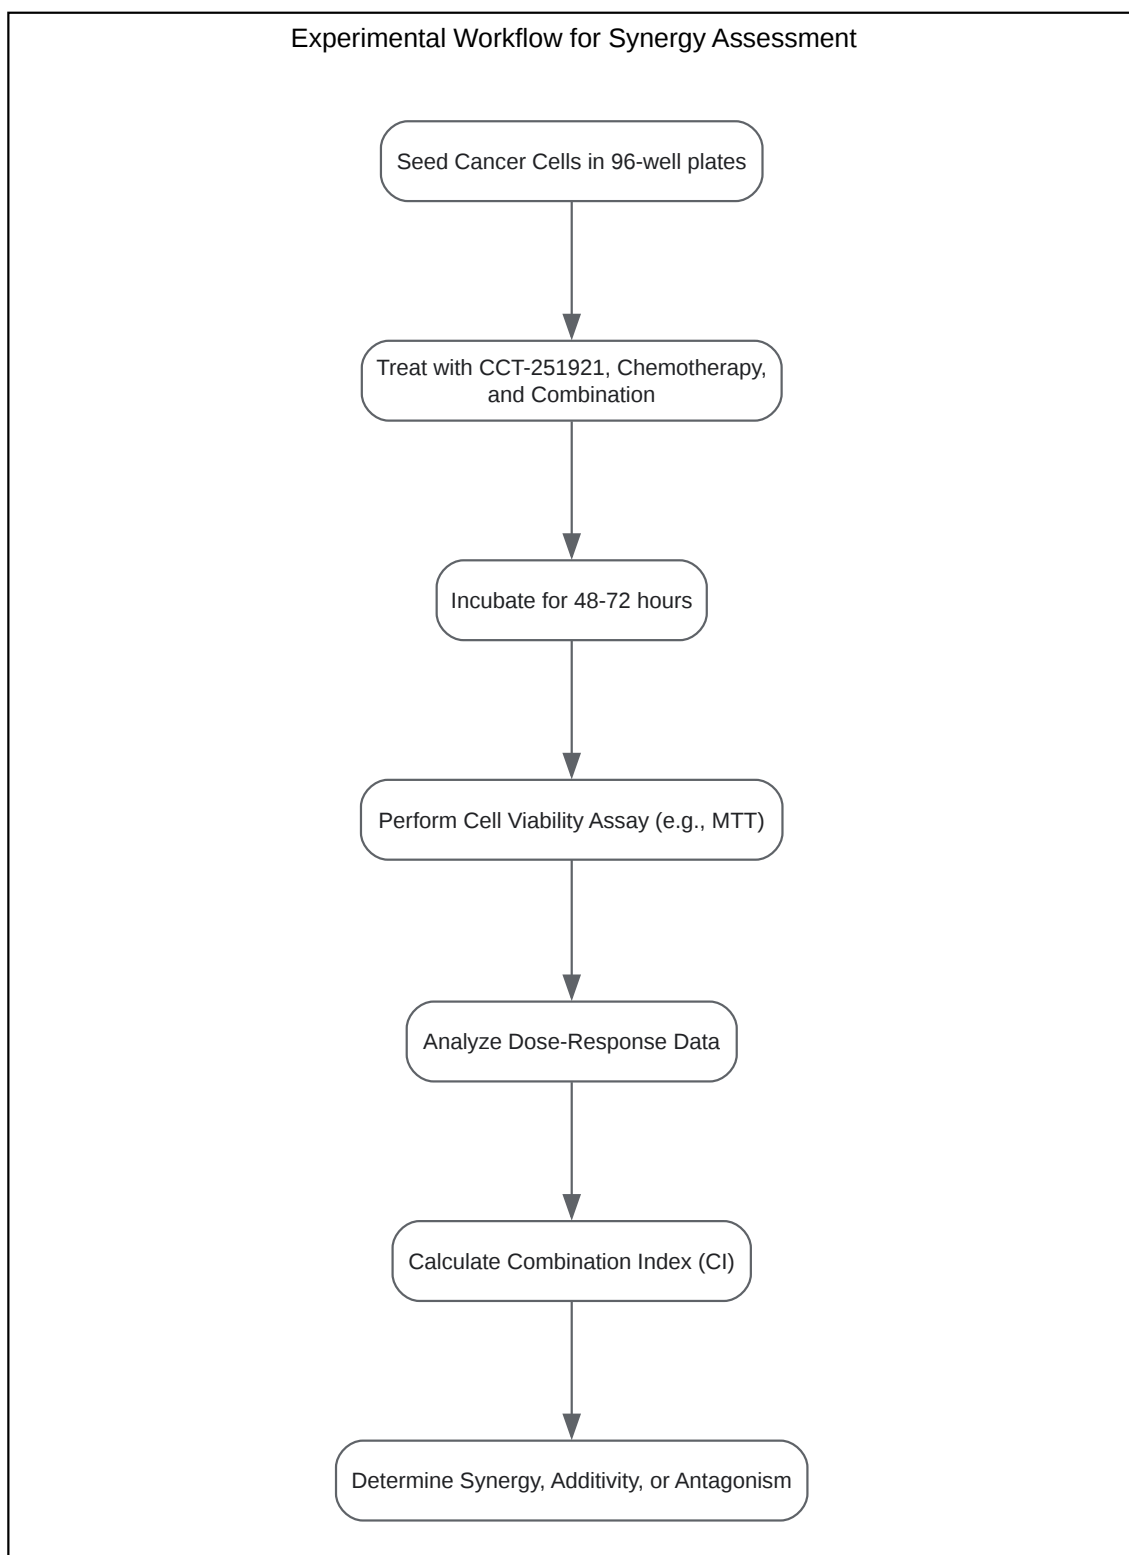 Experimental Workflow for Synergy Assessment
Seed Cancer Cells in 96-well plates
Treat with CCT-251921, Chemotherapy,
and Combination
Incubate for 48-72 hours
Perform Cell Viability Assay (e.g., MTT)
Analyze Dose-Response Data
Calculate Combination Index (CI)
Determine Synergy, Additivity, or Antagonism